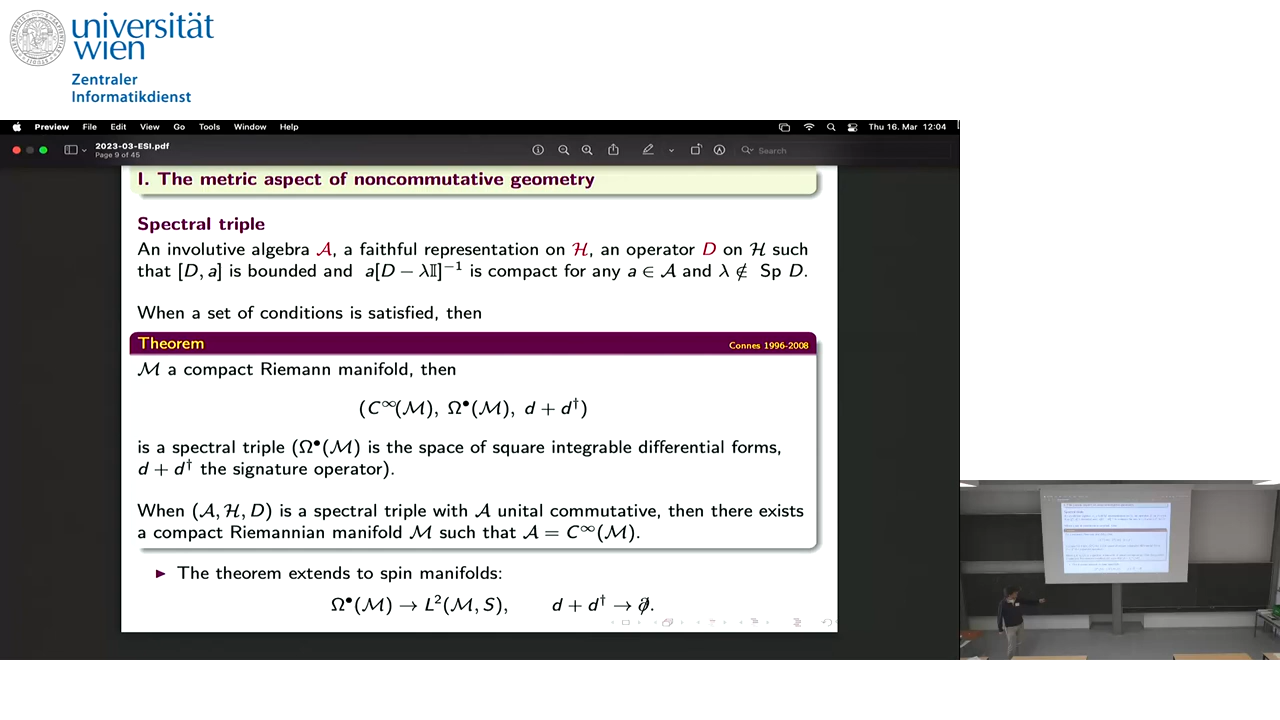 universität
wien
Zentraler
Informatikdienst
Preview File Edit View Go Tools Window Help Thu 16. Mar 12:04
2023-03-ESI.pdf
Page 9 of 45
Search
I. The metric aspect of noncommutative geometry
Spectral triple
An involutive algebra 𝒜, a faithful representation on ℋ, an operator D on ℋ such
that [D, a] is bounded and a[D − λ𝕀]⁻¹ is compact for any a ∈ 𝒜 and λ ∉ Sp D.
When a set of conditions is satisfied, then
Theorem Connes 1996-2008
ℳ a compact Riemann manifold, then
(C^∞(ℳ), Ω^•(ℳ), d + d^†)
is a spectral triple (Ω^•(ℳ) is the space of square integrable differential forms,
d + d^† the signature operator).
When (𝒜, ℋ, D) is a spectral triple with 𝒜 unital commutative, then there exists
a compact Riemannian manifold ℳ such that 𝒜 = C^∞(ℳ).
► The theorem extends to spin manifolds:
Ω^•(ℳ) → L²(ℳ, S), d + d^† → ∂̸.